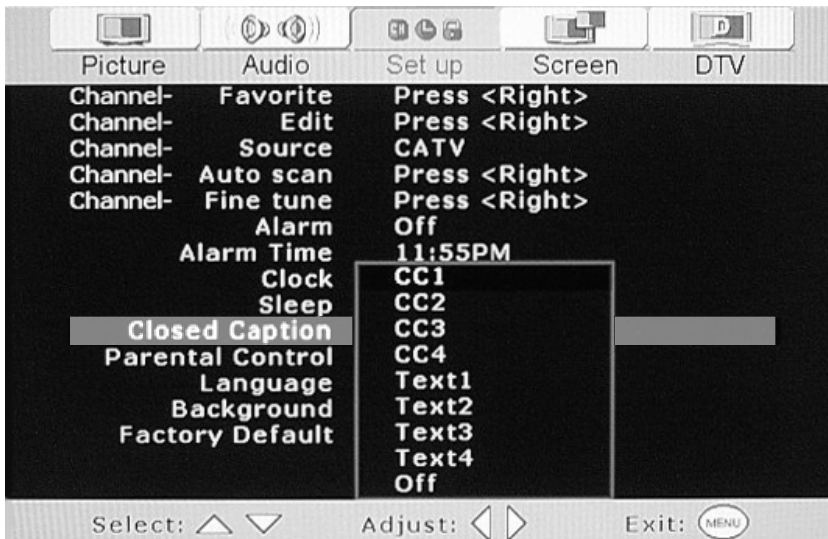 Picture Audio Set up Screen DTV
Channel- Favorite Press <Right>
Channel- Edit Press <Right>
Channel- Source CATV
Channel- Auto scan Press <Right>
Channel- Fine tune Press <Right>
Alarm Off
Alarm Time 11:55PM
Clock CC1
Sleep CC2
Closed Caption CC3
Parental Control CC4
Language Text1
Background Text2
Factory Default Text3
Text4
Off
Select: Adjust: Exit: MENU